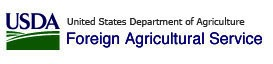 USDA
United States Department of Agriculture
Foreign Agricultural Service